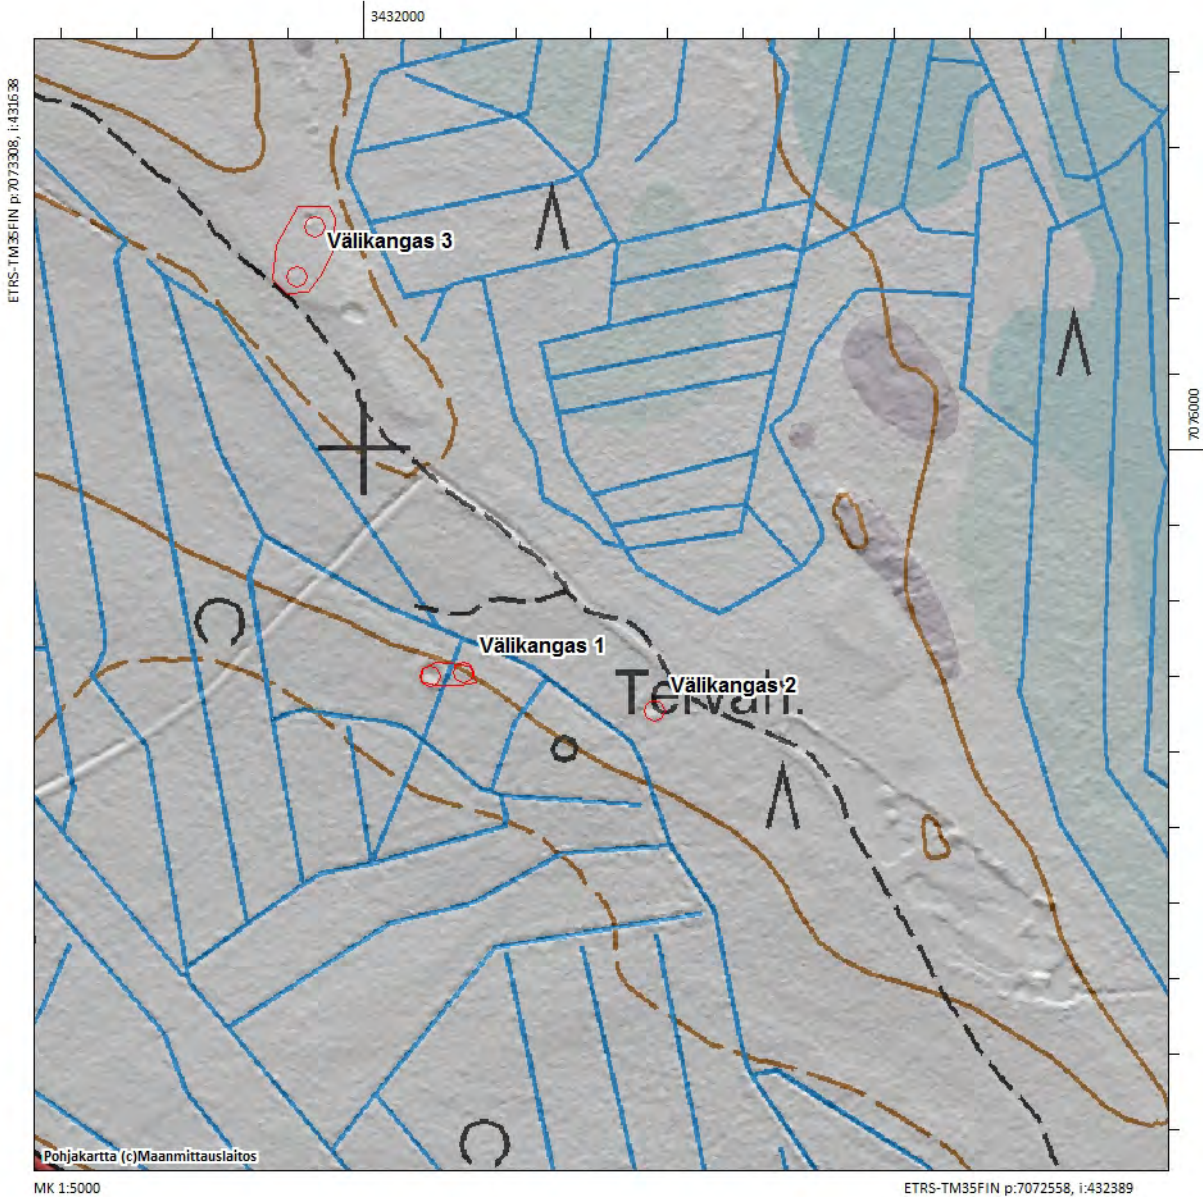 3432000
ETRS-TM35FIN p:7073308, i:431638
Välikangas 3
7076000
Välikangas 1
Välikangas 2
Tervah.
Pohjakartta (c)Maanmittauslaitos
MK 1:5000
ETRS-TM35FIN p:7072558, i:432389